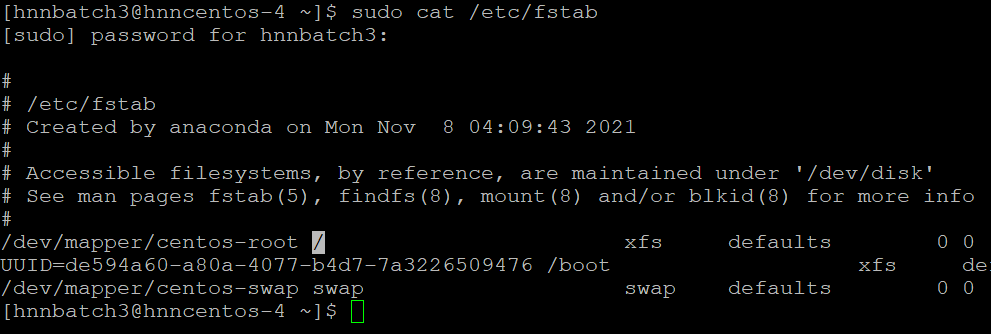 [hnnbatch3@hnncentos-4 ~]$ sudo cat /etc/fstab
[sudo] password for hnnbatch3:
#
# /etc/fstab
# Created by anaconda on Mon Nov  8 04:09:43 2021
#
# Accessible filesystems, by reference, are maintained under '/dev/disk'
# See man pages fstab(5), findfs(8), mount(8) and/or blkid(8) for more info
#
/dev/mapper/centos-root /                       xfs     defaults        0 0
UUID=de594a60-a80a-4077-b4d7-7a3226509476 /boot                   xfs
/dev/mapper/centos-swap swap                    swap    defaults        0 0
[hnnbatch3@hnncentos-4 ~]$